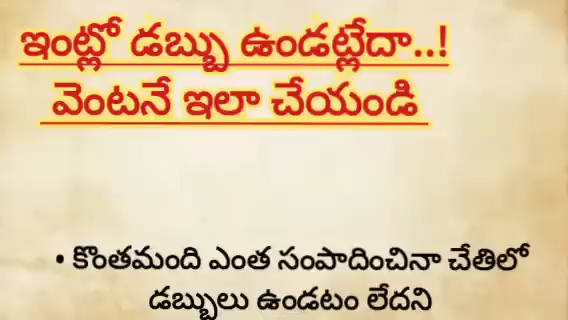 ఇంట్లో డబ్బు ఉండట్లేదా..!
వెంటనే ఇలా చేయండి
• కొంతమంది ఎంత సంపాదించినా చేతిలో
డబ్బులు ఉండటం లేదని